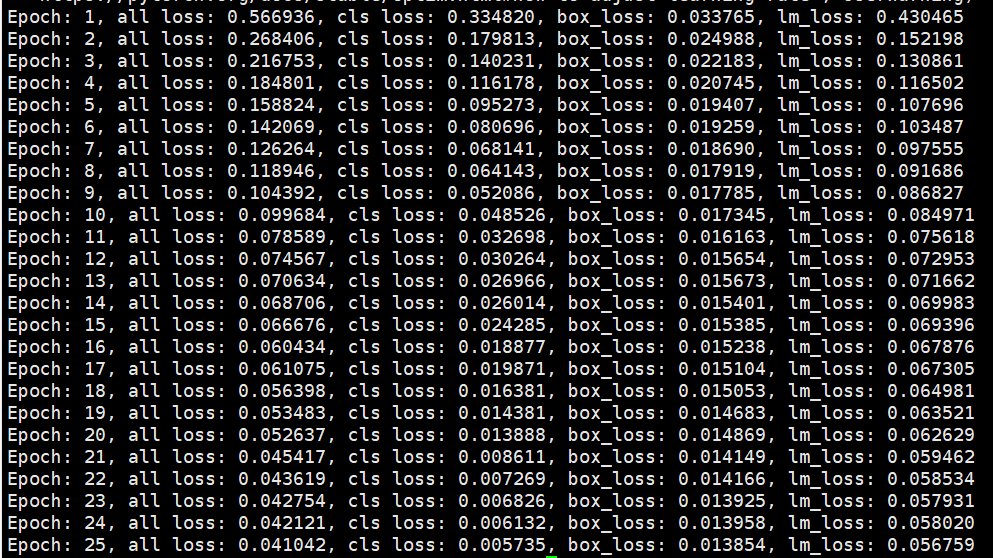 Epoch: 1, all loss: 0.566936, cls loss: 0.334820, box_loss: 0.033765, lm_loss: 0.430465
Epoch: 2, all loss: 0.268406, cls loss: 0.179813, box_loss: 0.024988, lm_loss: 0.152198
Epoch: 3, all loss: 0.216753, cls loss: 0.140231, box_loss: 0.022183, lm_loss: 0.130861
Epoch: 4, all loss: 0.184801, cls loss: 0.116178, box_loss: 0.020745, lm_loss: 0.116502
Epoch: 5, all loss: 0.158824, cls loss: 0.095273, box_loss: 0.019407, lm_loss: 0.107696
Epoch: 6, all loss: 0.142069, cls loss: 0.080696, box_loss: 0.019259, lm_loss: 0.103487
Epoch: 7, all loss: 0.126264, cls loss: 0.068141, box_loss: 0.018690, lm_loss: 0.097555
Epoch: 8, all loss: 0.118946, cls loss: 0.064143, box_loss: 0.017919, lm_loss: 0.091686
Epoch: 9, all loss: 0.104392, cls loss: 0.052086, box_loss: 0.017785, lm_loss: 0.086827
Epoch: 10, all loss: 0.099684, cls loss: 0.048526, box_loss: 0.017345, lm_loss: 0.084971
Epoch: 11, all loss: 0.078589, cls loss: 0.032698, box_loss: 0.016163, lm_loss: 0.075618
Epoch: 12, all loss: 0.074567, cls loss: 0.030264, box_loss: 0.015654, lm_loss: 0.072953
Epoch: 13, all loss: 0.070634, cls loss: 0.026966, box_loss: 0.015673, lm_loss: 0.071662
Epoch: 14, all loss: 0.068706, cls loss: 0.026014, box_loss: 0.015401, lm_loss: 0.069983
Epoch: 15, all loss: 0.066676, cls loss: 0.024285, box_loss: 0.015385, lm_loss: 0.069396
Epoch: 16, all loss: 0.060434, cls loss: 0.018877, box_loss: 0.015238, lm_loss: 0.067876
Epoch: 17, all loss: 0.061075, cls loss: 0.019871, box_loss: 0.015104, lm_loss: 0.067305
Epoch: 18, all loss: 0.056398, cls loss: 0.016381, box_loss: 0.015053, lm_loss: 0.064981
Epoch: 19, all loss: 0.053483, cls loss: 0.014381, box_loss: 0.014683, lm_loss: 0.063521
Epoch: 20, all loss: 0.052637, cls loss: 0.013888, box_loss: 0.014869, lm_loss: 0.062629
Epoch: 21, all loss: 0.045417, cls loss: 0.008611, box_loss: 0.014149, lm_loss: 0.059462
Epoch: 22, all loss: 0.043619, cls loss: 0.007269, box_loss: 0.014166, lm_loss: 0.058534
Epoch: 23, all loss: 0.042754, cls loss: 0.006826, box_loss: 0.013925, lm_loss: 0.057931
Epoch: 24, all loss: 0.042121, cls loss: 0.006132, box_loss: 0.013958, lm_loss: 0.058020
Epoch: 25, all loss: 0.041042, cls loss: 0.005735, box_loss: 0.013854, lm_loss: 0.056759